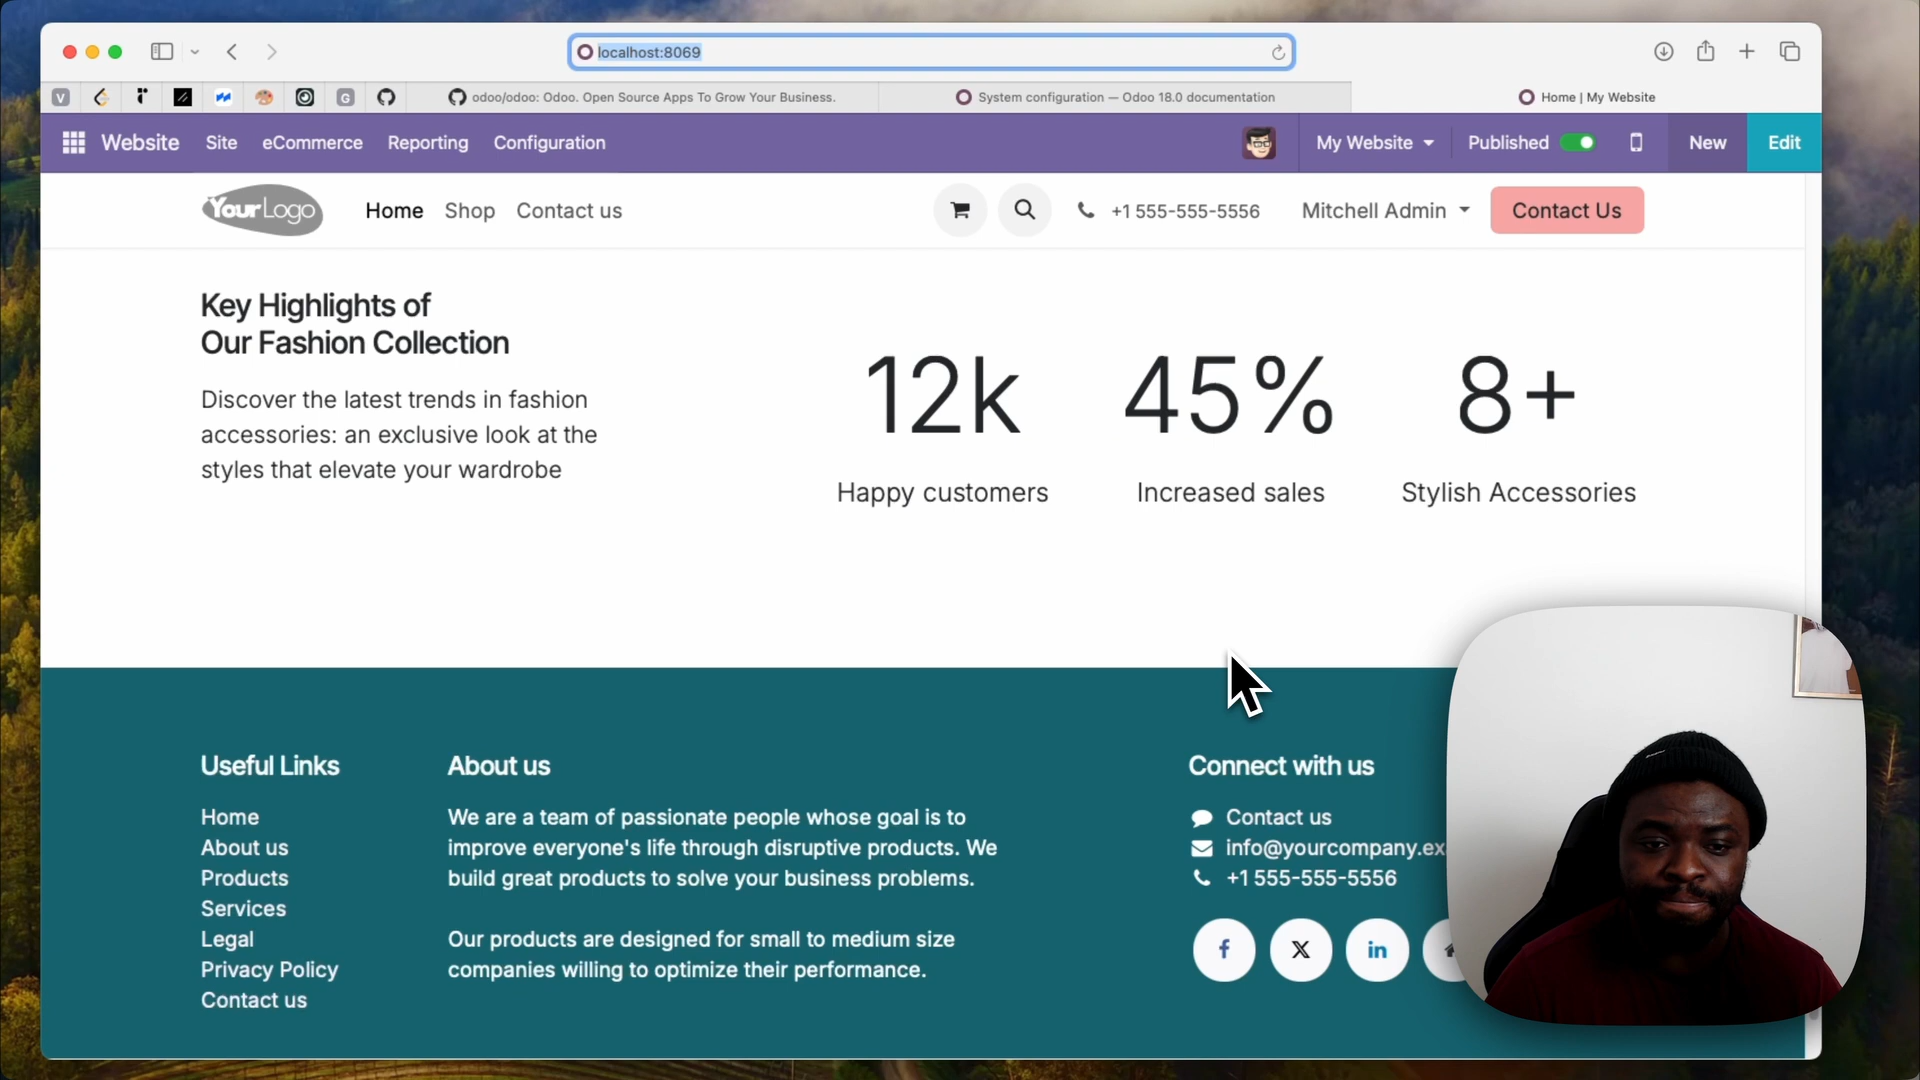 localhost:8069
V
G
odoo/odoo: Odoo. Open Source Apps To Grow Your Business.
System configuration — Odoo 18.0 documentation
Home | My Website
Website
Site
eCommerce
Reporting
Configuration
My Website
Published
New
Edit
YourLogo
Home
Shop
Contact us
+1 555-555-5556
Mitchell Admin
Contact Us
Key Highlights of
Our Fashion Collection
Discover the latest trends in fashion
accessories: an exclusive look at the
styles that elevate your wardrobe
12k
45%
8+
Happy customers
Increased sales
Stylish Accessories
Useful Links
Home
About us
Products
Services
Legal
Privacy Policy
Contact us
About us
We are a team of passionate people whose goal is to
improve everyone's life through disruptive products. We
build great products to solve your business problems.
Our products are designed for small to medium size
companies willing to optimize their performance.
Connect with us
Contact us
info@yourcompany.ex
+1 555-555-5556
f
X
in